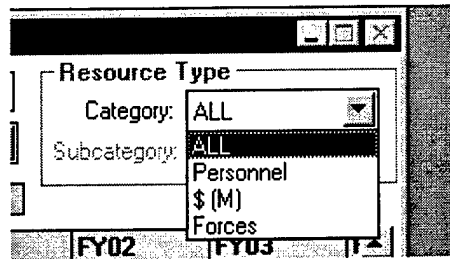 Resource Type
Category: ALL
Subcategory: ALL
Personnel
$ (M)
Forces
FY02 FY03